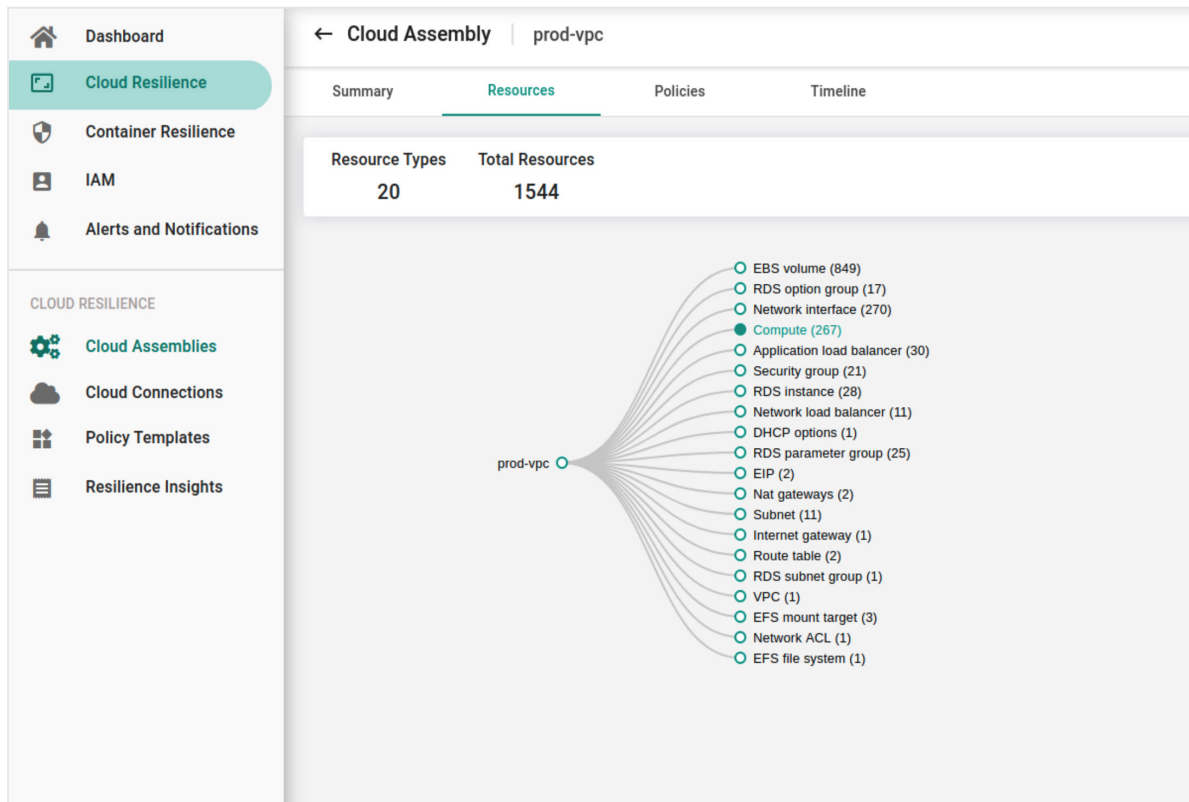 Dashboard
Cloud Resilience
Container Resilience
IAM
Alerts and Notifications
CLOUD RESILIENCE
Cloud Assemblies
Cloud Connections
Policy Templates
Resilience Insights
← Cloud Assembly | prod-vpc
Summary Resources Policies Timeline
Resource Types Total Resources
20 1544
prod-vpc
EBS volume (849)
RDS option group (17)
Network interface (270)
Compute (267)
Application load balancer (30)
Security group (21)
RDS instance (28)
Network load balancer (11)
DHCP options (1)
RDS parameter group (25)
EIP (2)
Nat gateways (2)
Subnet (11)
Internet gateway (1)
Route table (2)
RDS subnet group (1)
VPC (1)
EFS mount target (3)
Network ACL (1)
EFS file system (1)